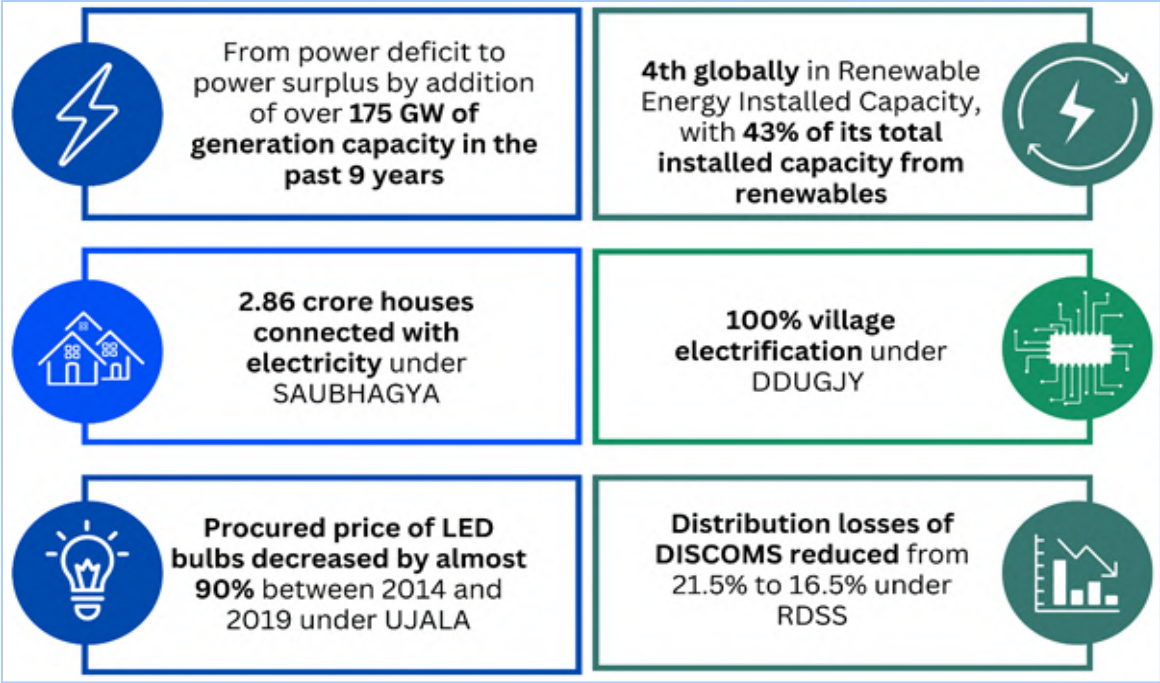 From power deficit to
power surplus by addition
of over 175 GW of
generation capacity in the
past 9 years
4th globally in Renewable
Energy Installed Capacity,
with 43% of its total
installed capacity from
renewables
2.86 crore houses
connected with
electricity under
SAUBHAGYA
100% village
electrification under
DDUGJY
Procured price of LED
bulbs decreased by almost
90% between 2014 and
2019 under UJALA
Distribution losses of
DISCOMS reduced from
21.5% to 16.5% under
RDSS